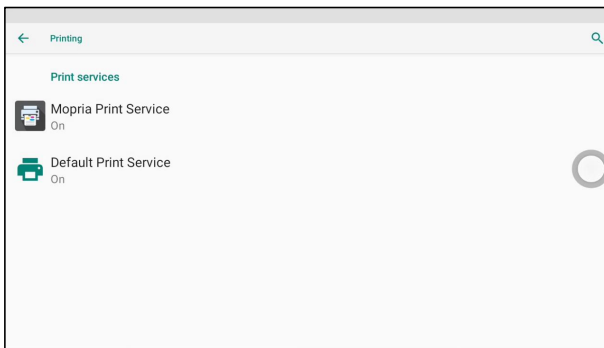 Printing
Print services
Mopria Print Service
On
Default Print Service
On